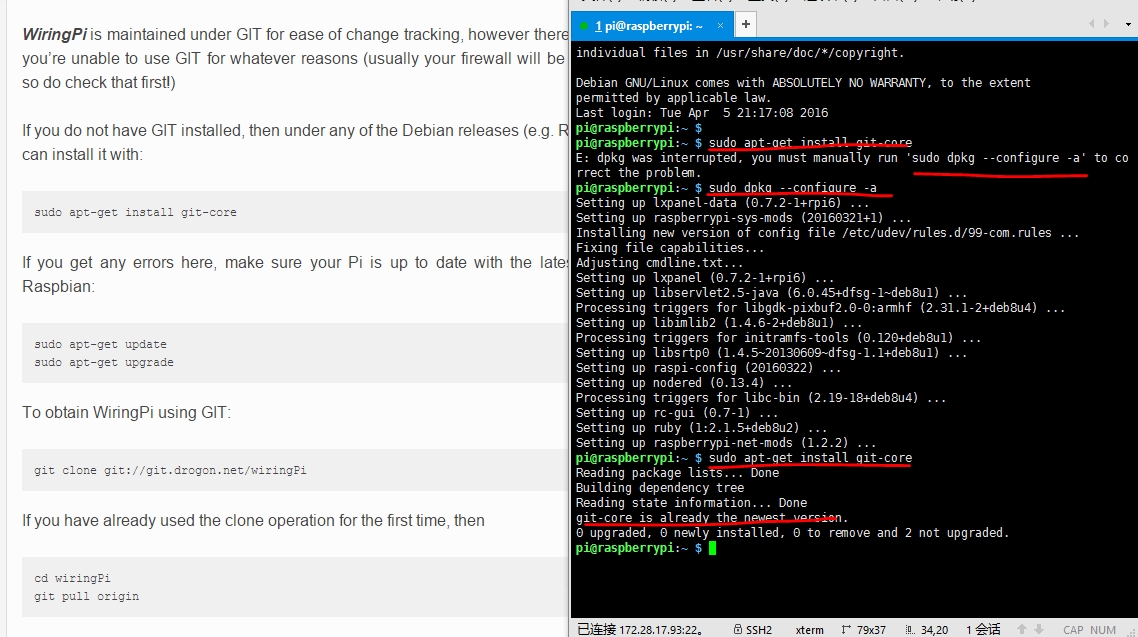 WiringPi is maintained under GIT for ease of change tracking, however there
you’re unable to use GIT for whatever reasons (usually your firewall will be
so do check that first!)
If you do not have GIT installed, then under any of the Debian releases (e.g. R
can install it with:
sudo apt-get install git-core
If you get any errors here, make sure your Pi is up to date with the late
Raspbian:
sudo apt-get update
sudo apt-get upgrade
To obtain WiringPi using GIT:
git clone git://git.drogon.net/wiringPi
If you have already used the clone operation for the first time, then
cd wiringPi
git pull origin
1 pi@raspberrypi: ~ × +
individual files in /usr/share/doc/*/copyright.
Debian GNU/Linux comes with ABSOLUTELY NO WARRANTY, to the extent
permitted by applicable law.
Last login: Tue Apr  5 21:17:08 2016
pi@raspberrypi:~ $
pi@raspberrypi:~ $ sudo apt-get install git-core
E: dpkg was interrupted, you must manually run 'sudo dpkg --configure -a' to co
rrect the problem.
pi@raspberrypi:~ $ sudo dpkg --configure -a
Setting up lxpanel-data (0.7.2-1+rpi6) ...
Setting up raspberrypi-sys-mods (20160321+1) ...
Installing new version of config file /etc/udev/rules.d/99-com.rules ...
Fixing file capabilities...
Adjusting cmdline.txt...
Setting up lxpanel (0.7.2-1+rpi6) ...
Setting up libservlet2.5-java (6.0.45+dfsg-1~deb8u1) ...
Processing triggers for libgdk-pixbuf2.0-0:armhf (2.31.1-2+deb8u4) ...
Setting up libimlib2 (1.4.6-2+deb8u1) ...
Processing triggers for initramfs-tools (0.120+deb8u1) ...
Setting up libsrtp0 (1.4.5~20130609~dfsg-1.1+deb8u1) ...
Setting up raspi-config (20160322) ...
Setting up nodered (0.13.4) ...
Processing triggers for libc-bin (2.19-18+deb8u4) ...
Setting up rc-gui (0.7-1) ...
Setting up ruby (1:2.1.5+deb8u2) ...
Setting up raspberrypi-net-mods (1.2.2) ...
pi@raspberrypi:~ $ sudo apt-get install git-core
Reading package lists... Done
Building dependency tree
Reading state information... Done
git-core is already the newest version.
0 upgraded, 0 newly installed, 0 to remove and 2 not upgraded.
pi@raspberrypi:~ $
已连接 172.28.17.93:22。 SSH2 xterm 79x37 34,20 1 会话 CAP NUM